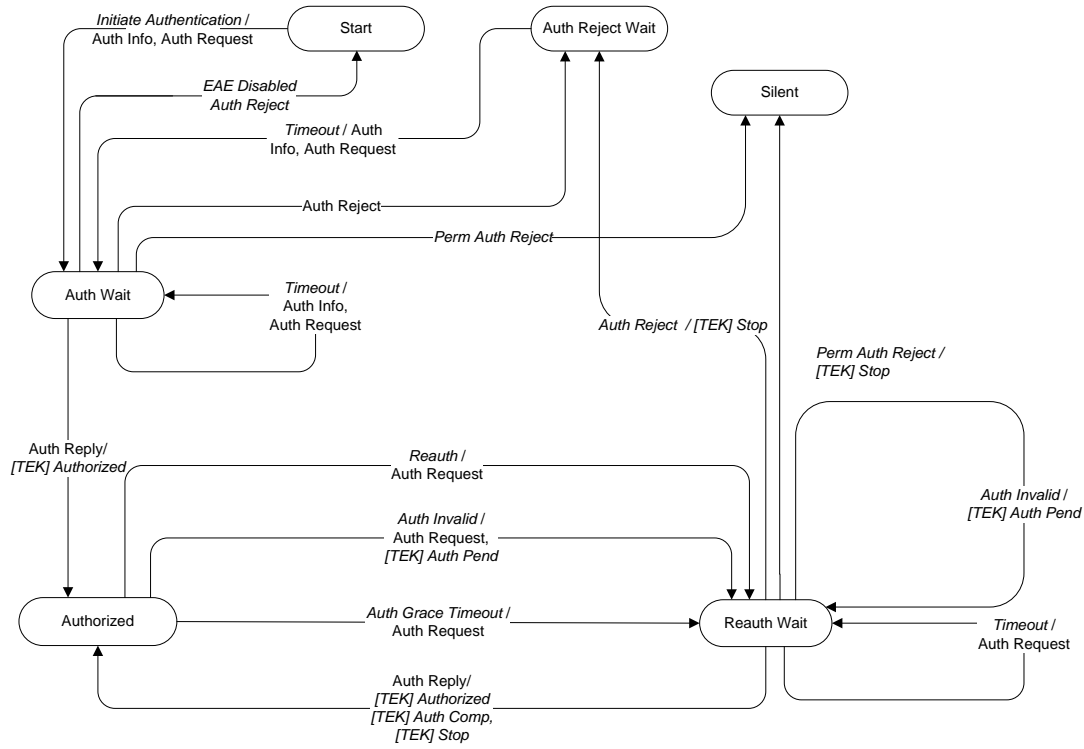 Initiate Authentication /
Auth Info, Auth Request
Start
Auth Reject Wait
EAE Disabled
Auth Reject
Silent
Timeout / Auth
Info, Auth Request
Auth Reject
Perm Auth Reject
Auth Wait
Timeout /
Auth Info,
Auth Request
Auth Reject / [TEK] Stop
Perm Auth Reject /
[TEK] Stop
Auth Reply/
[TEK] Authorized
Reauth /
Auth Request
Auth Invalid /
[TEK] Auth Pend
Auth Invalid /
Auth Request,
[TEK] Auth Pend
Authorized
Auth Grace Timeout /
Auth Request
Reauth Wait
Timeout /
Auth Request
Auth Reply/
[TEK] Authorized
[TEK] Auth Comp,
[TEK] Stop